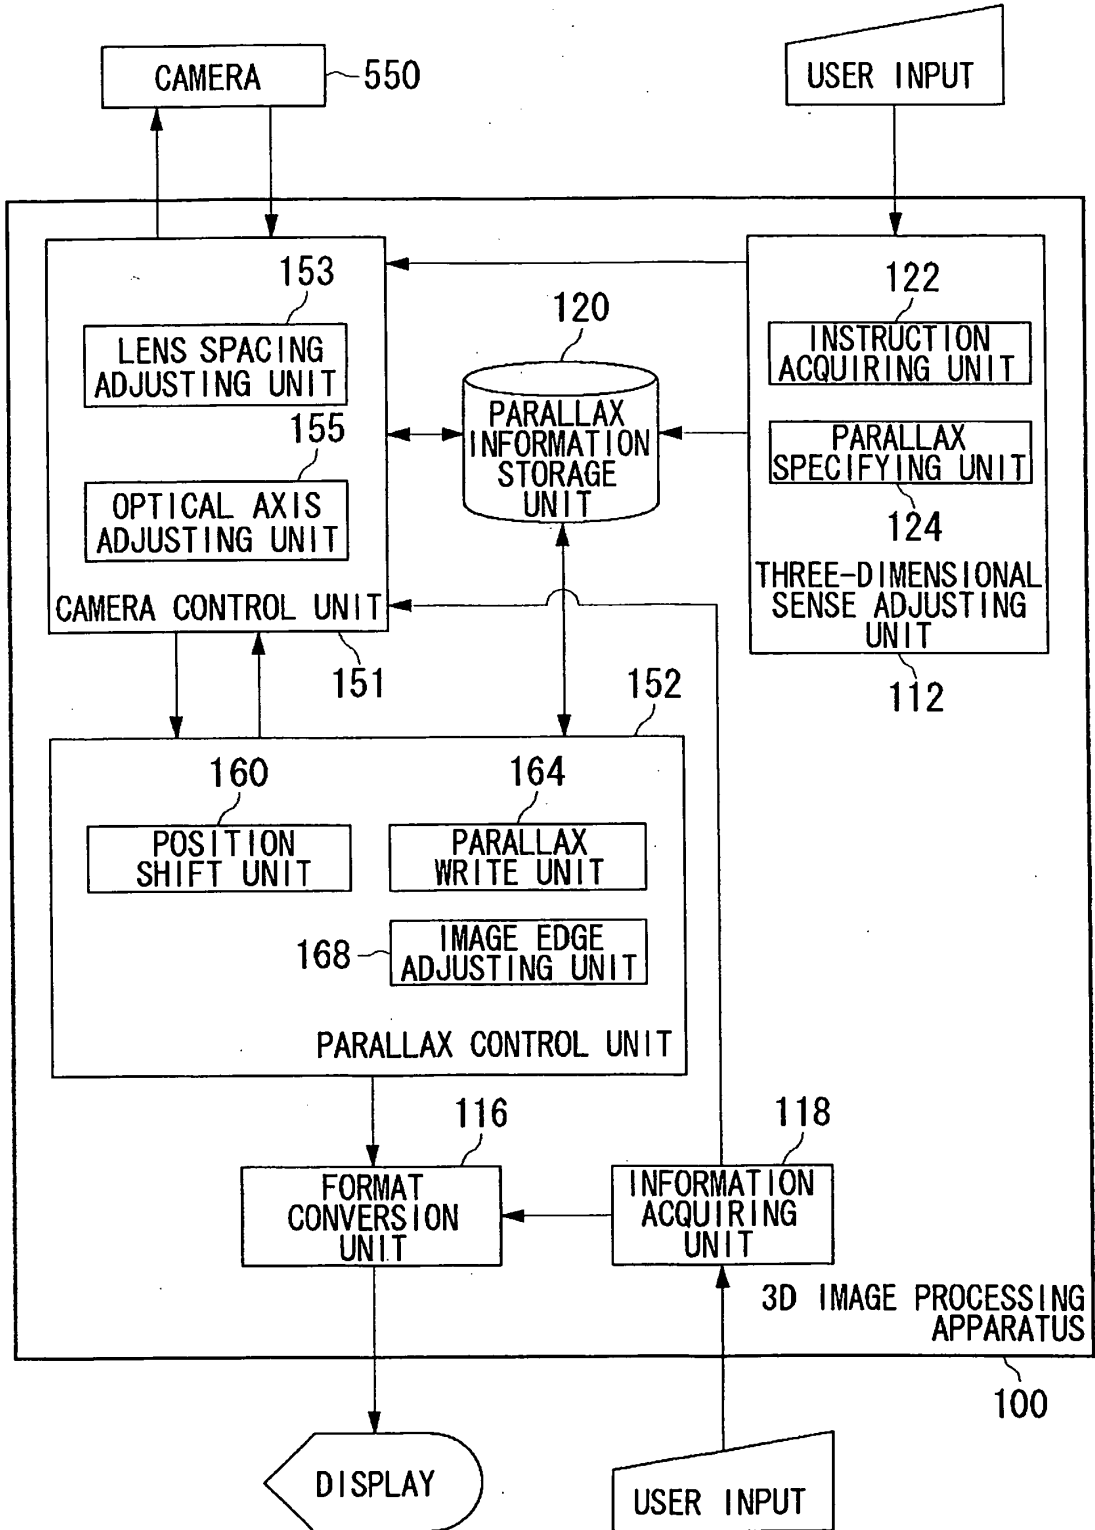 CAMERA
550
USER INPUT
153
LENS SPACING
ADJUSTING UNIT
155
OPTICAL AXIS
ADJUSTING UNIT
CAMERA CONTROL UNIT
151
120
PARALLAX
INFORMATION
STORAGE
UNIT
122
INSTRUCTION
ACQUIRING UNIT
PARALLAX
SPECIFYING UNIT
124
THREE-DIMENSIONAL
SENSE ADJUSTING
UNIT
112
152
160
POSITION
SHIFT UNIT
164
PARALLAX
WRITE UNIT
168
IMAGE EDGE
ADJUSTING UNIT
PARALLAX CONTROL UNIT
116
FORMAT
CONVERSION
UNIT
118
INFORMATION
ACQUIRING
UNIT
3D IMAGE PROCESSING
APPARATUS
100
DISPLAY
USER INPUT